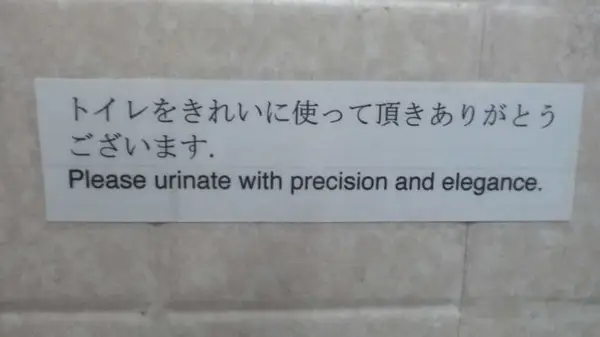 トイレをきれいに使って頂きありがとう
ございます.
Please urinate with precision and elegance.